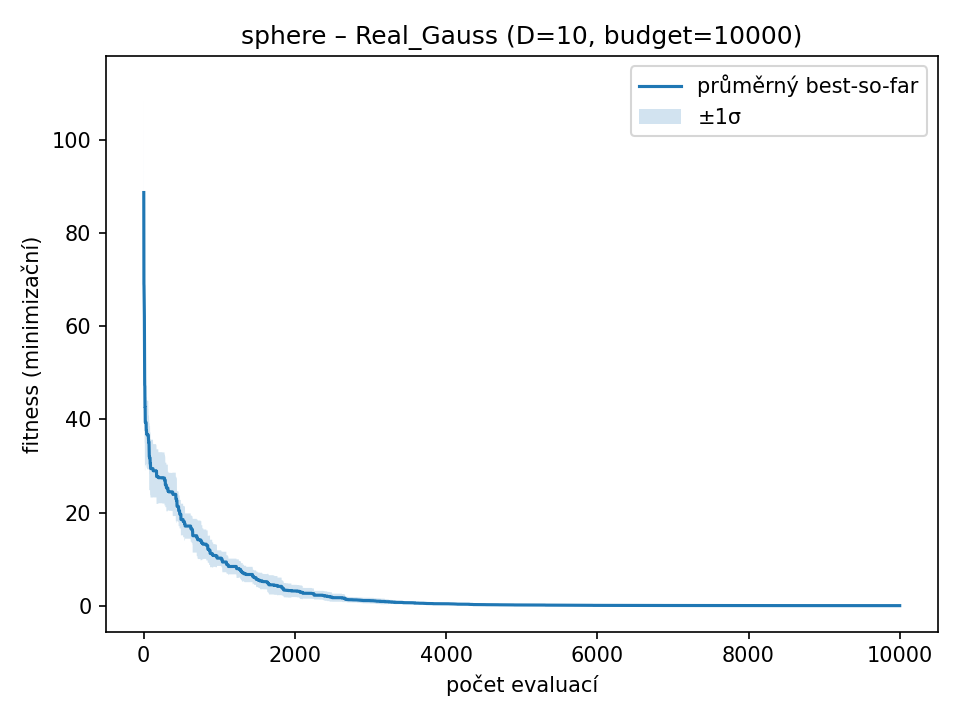 sphere – Real_Gauss (D=10, budget=10000)
průměrný best-so-far
±1σ
fitness (minimizační)
100
80
60
40
20
0
0 2000 4000 6000 8000 10000
počet evaluací